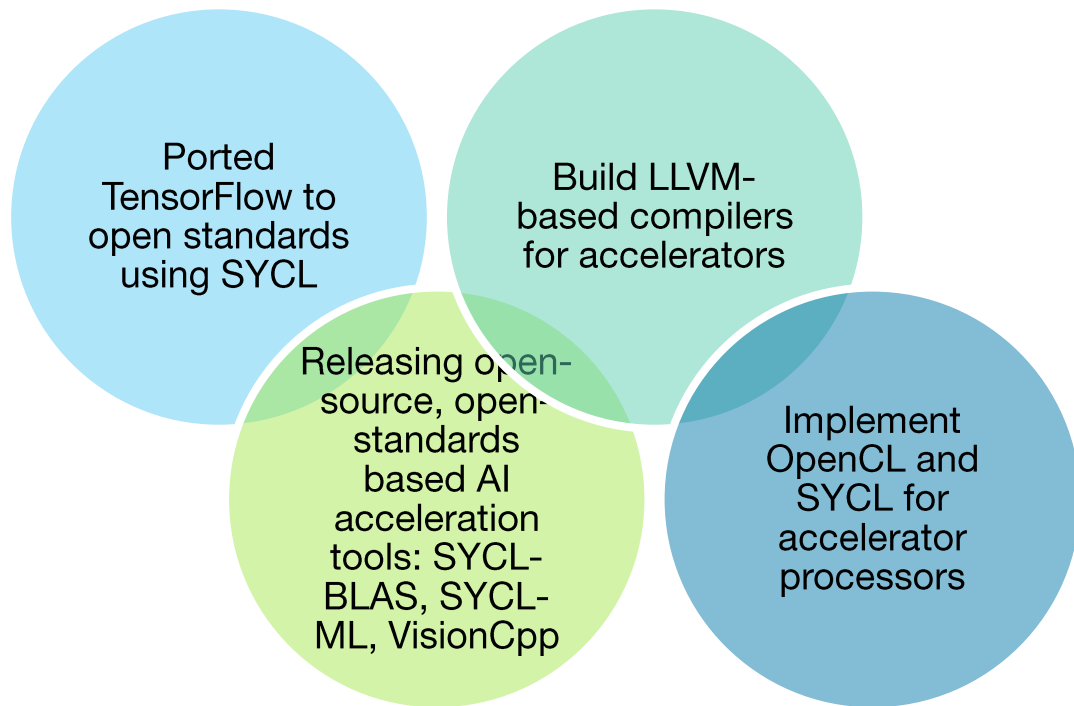 Ported
TensorFlow to
open standards
using SYCL
Build LLVM-
based compilers
for accelerators
Releasing open-
source, open-
standards
based AI
acceleration
tools: SYCL-
BLAS, SYCL-
ML, VisionCpp
Implement
OpenCL and
SYCL for
accelerator
processors